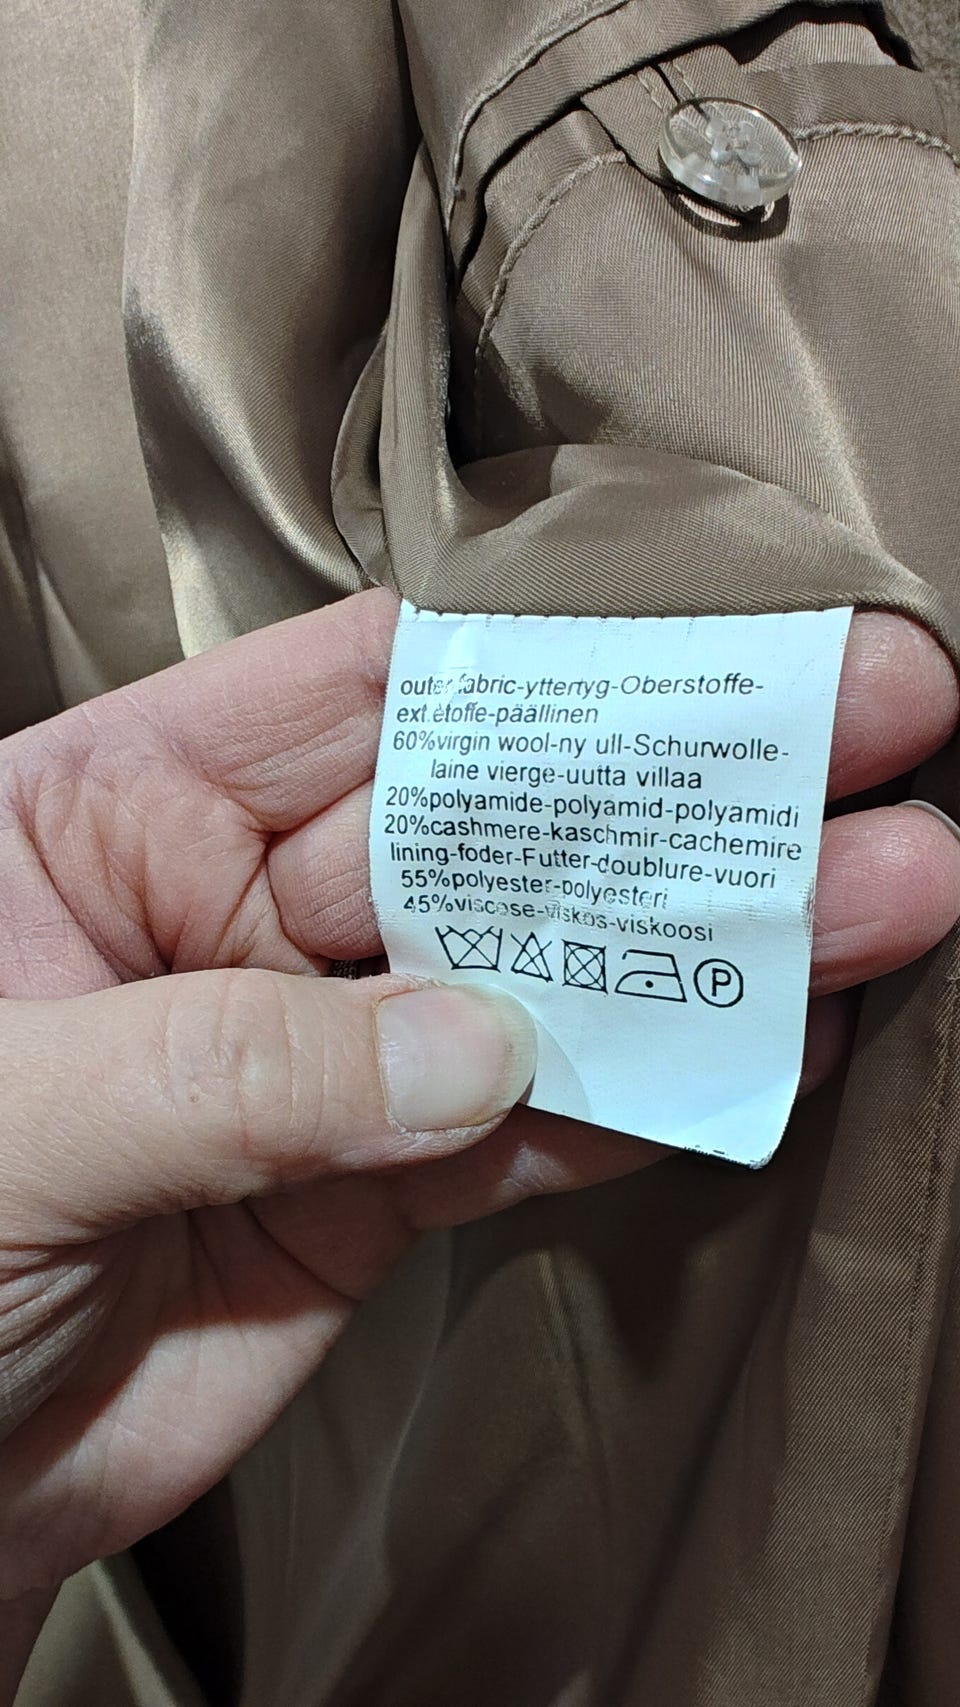 outer fabric-yttertyg-Oberstoffe-
ext.étoffe-päällinen
60%virgin wool-ny ull-Schurwolle-
laine vierge-uutta villaa
20%polyamide-polyamid-polyamidi
20%cashmere-kaschmir-cachemire
lining-foder-Futter-doublure-vuori
55%polyester-polyesteri
45%viscose-viskos-viskoosi
P